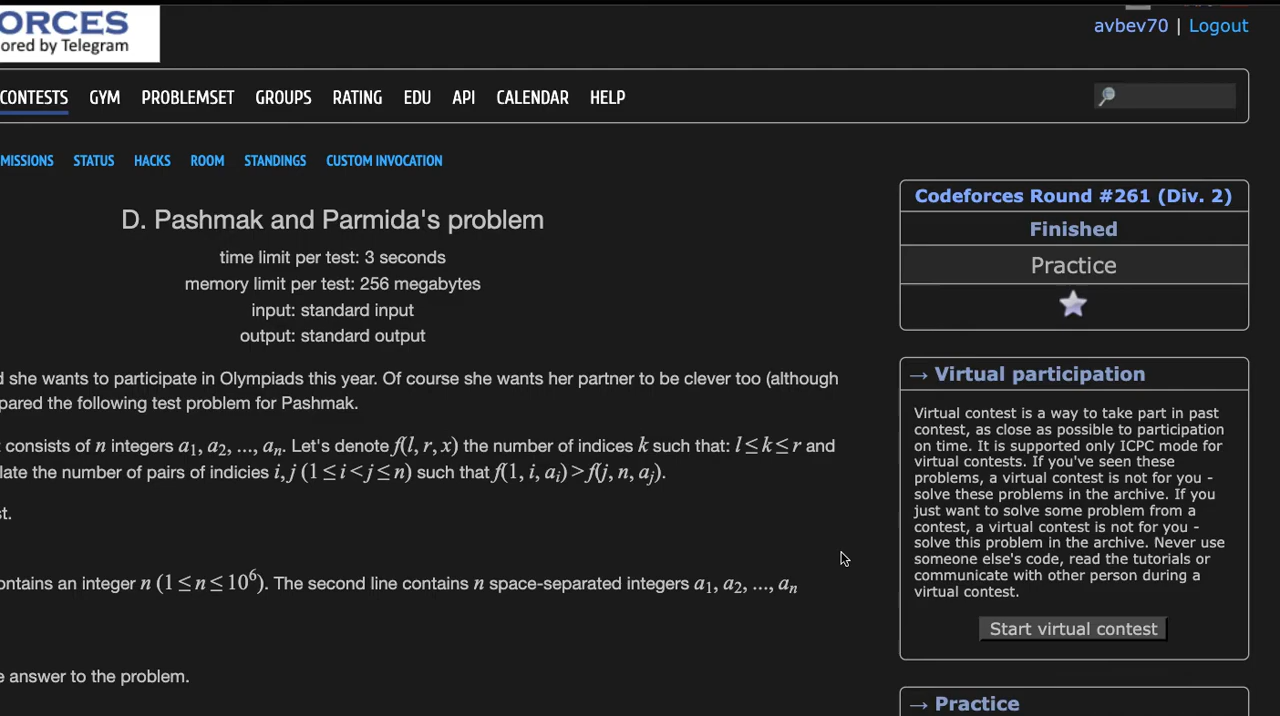 ORCES
ored by Telegram
avbev70 | Logout
CONTESTS GYM PROBLEMSET GROUPS RATING EDU API CALENDAR HELP
MISSIONS STATUS HACKS ROOM STANDINGS CUSTOM INVOCATION
D. Pashmak and Parmida's problem
time limit per test: 3 seconds
memory limit per test: 256 megabytes
input: standard input
output: standard output
d she wants to participate in Olympiads this year. Of course she wants her partner to be clever too (although
pared the following test problem for Pashmak.
t consists of n integers a1, a2, ..., an. Let's denote f(l, r, x) the number of indices k such that: l ≤ k ≤ r and
late the number of pairs of indicies i, j (1 ≤ i < j ≤ n) such that f(1, i, ai) > f(j, n, aj).
st.
ontains an integer n (1 ≤ n ≤ 10^6). The second line contains n space-separated integers a1, a2, ..., an
e answer to the problem.
Codeforces Round #261 (Div. 2)
Finished
Practice
→ Virtual participation
Virtual contest is a way to take part in past
contest, as close as possible to participation
on time. It is supported only ICPC mode for
virtual contests. If you've seen these
problems, a virtual contest is not for you -
solve these problems in the archive. If you
just want to solve some problem from a
contest, a virtual contest is not for you -
solve this problem in the archive. Never use
someone else's code, read the tutorials or
communicate with other person during a
virtual contest.
Start virtual contest
→ Practice